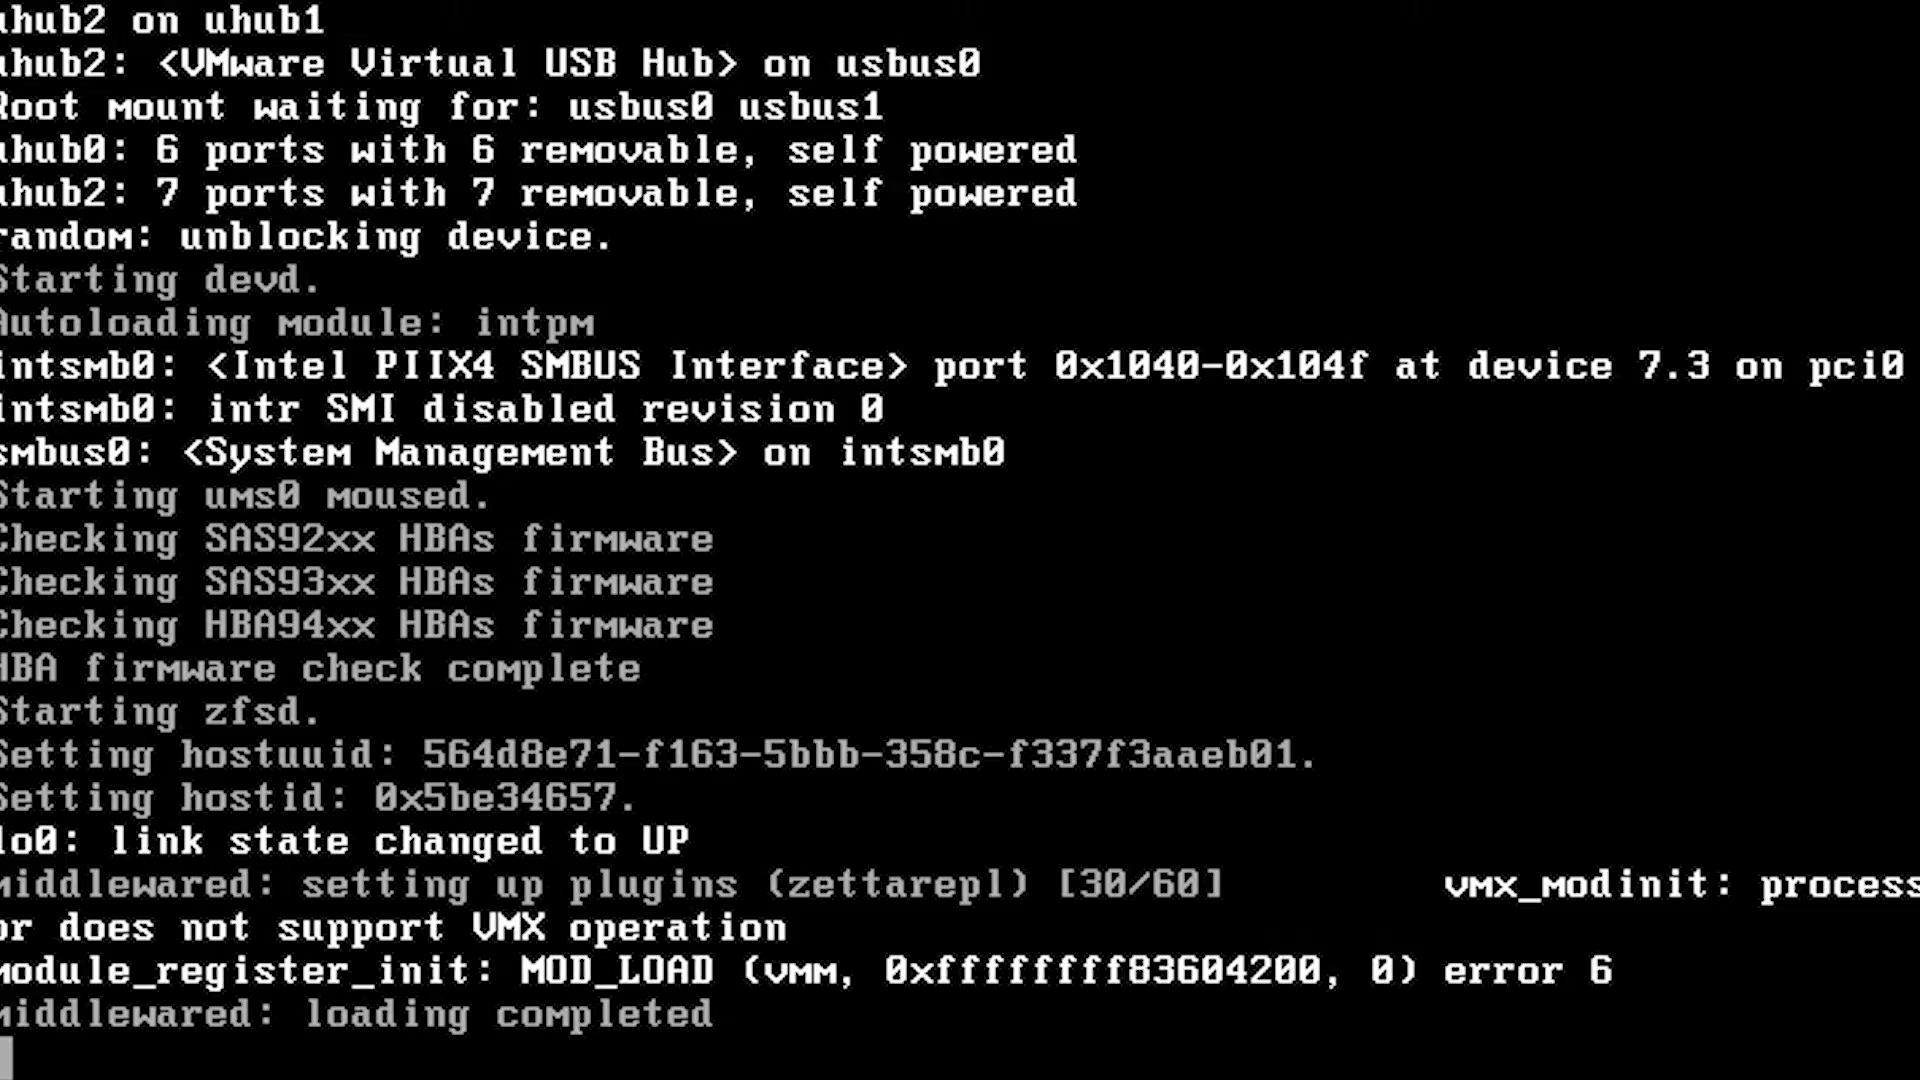 uhub2 on uhub1
uhub2: <VMware Virtual USB Hub> on usbus0
Root mount waiting for: usbus0 usbus1
uhub0: 6 ports with 6 removable, self powered
uhub2: 7 ports with 7 removable, self powered
random: unblocking device.
Starting devd.
Autoloading module: intpm
intsmb0: <Intel PIIX4 SMBUS Interface> port 0x1040-0x104f at device 7.3 on pci0
intsmb0: intr SMI disabled revision 0
smbus0: <System Management Bus> on intsmb0
Starting ums0 moused.
Checking SAS92xx HBAs firmware
Checking SAS93xx HBAs firmware
Checking HBA94xx HBAs firmware
HBA firmware check complete
Starting zfsd.
Setting hostuuid: 564d8e71-f163-5bbb-358c-f337f3aaeb01.
Setting hostid: 0x5be34657.
lo0: link state changed to UP
middlewared: setting up plugins (zettarepl) [30/60] vmx_modinit: process
or does not support VMX operation
module_register_init: MOD_LOAD (vmm, 0xffffffff83604200, 0) error 6
middlewared: loading completed